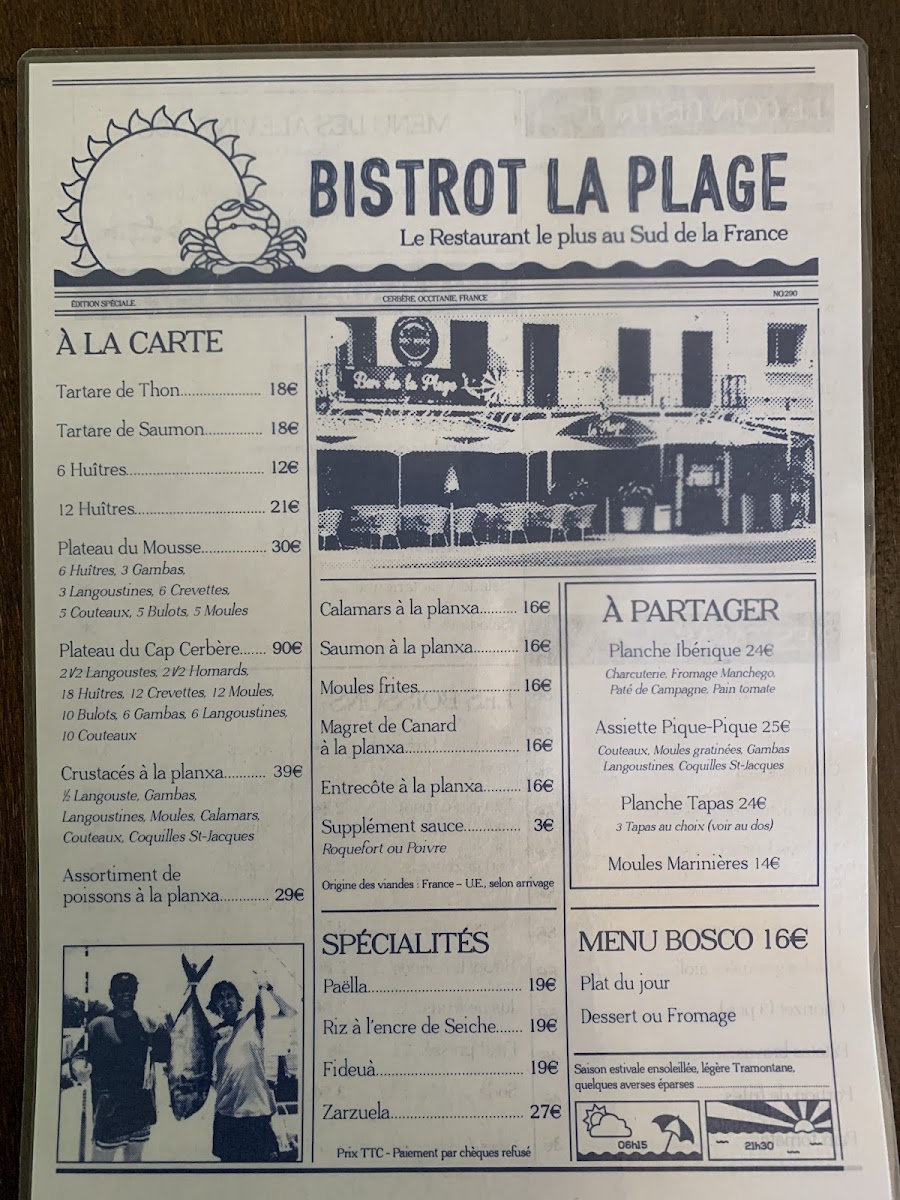 BISTROT LA PLAGE
Le Restaurant le plus au Sud de la France
ÉDITION SPÉCIALE.
CERBÈRE, OCCITANIE, FRANCE
NO.290
À LA CARTE
Tartare de Thon..................... 18€
Tartare de Saumon............... 18€
6 Huîtres.................................... 12€
12 Huîtres.................................. 21€
Plateau du Mousse................. 30€
6 Huîtres, 3 Gambas,
3 Langoustines, 6 Crevettes,
5 Couteaux, 5 Bulots, 5 Moules
Plateau du Cap Cerbère....... 90€
2 1/2 Langoustes, 2 1/2 Homards,
18 Huîtres, 12 Crevettes, 12 Moules,
10 Bulots, 6 Gambas, 6 Langoustines,
10 Couteaux
Crustacés à la planxa........... 39€
½ Langouste, Gambas,
Langoustines, Moules, Calamars,
Couteaux, Coquilles St-Jacques
Assortiment de
poissons à la planxa............. 29€
Bar de la Plage
la Plage
Calamars à la planxa.......... 16€
Saumon à la planxa............ 16€
Moules frites........................... 16€
Magret de Canard
à la planxa.............................. 16€
Entrecôte à la planxa.......... 16€
Supplément sauce............... 3€
Roquefort ou Poivre
Origine des viandes : France – U.E., selon arrivage
SPÉCIALITÉS
Paëlla.......................................... 19€
Riz à l'encre de Seiche....... 19€
Fideuà........................................ 19€
Zarzuela................................... 27€
Prix TTC - Paiement par chèques refusé
À PARTAGER
Planche Ibérique 24€
Charcuterie, Fromage Manchego,
Paté de Campagne, Pain tomate
Assiette Pique-Pique 25€
Couteaux, Moules gratinées, Gambas
Langoustines, Coquilles St-Jacques
Planche Tapas 24€
3 Tapas au choix (voir au dos)
Moules Marinières 14€
MENU BOSCO 16€
Plat du jour
Dessert ou Fromage
Saison estivale ensoleillée, légère Tramontane,
quelques averses éparses ......................................
06h15
21h30